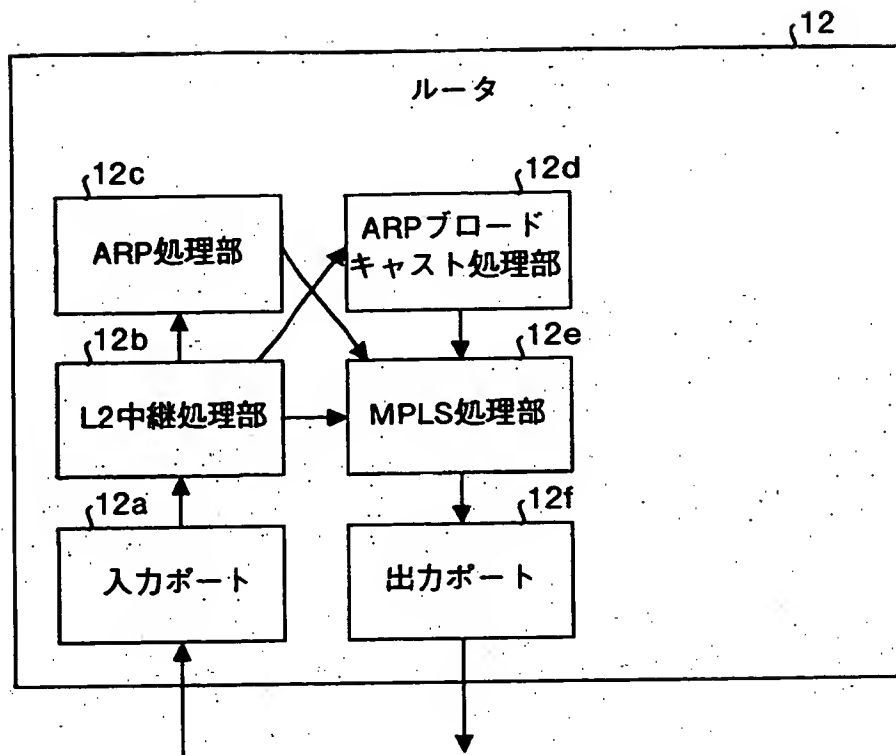 12
ルータ
12c
ARP処理部
12d
ARPブロード
キャスト処理部
12b
L2中継処理部
12e
MPLS処理部
12a
入力ポート
12f
出力ポート